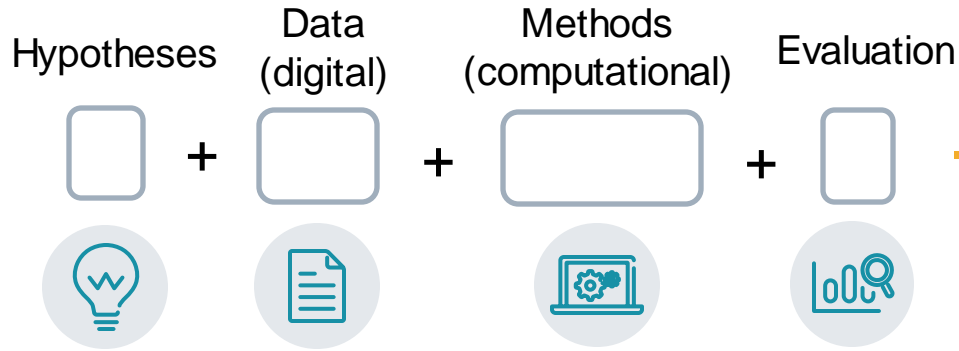 Hypotheses
Data
(digital)
Methods
(computational)
Evaluation
+
+
+